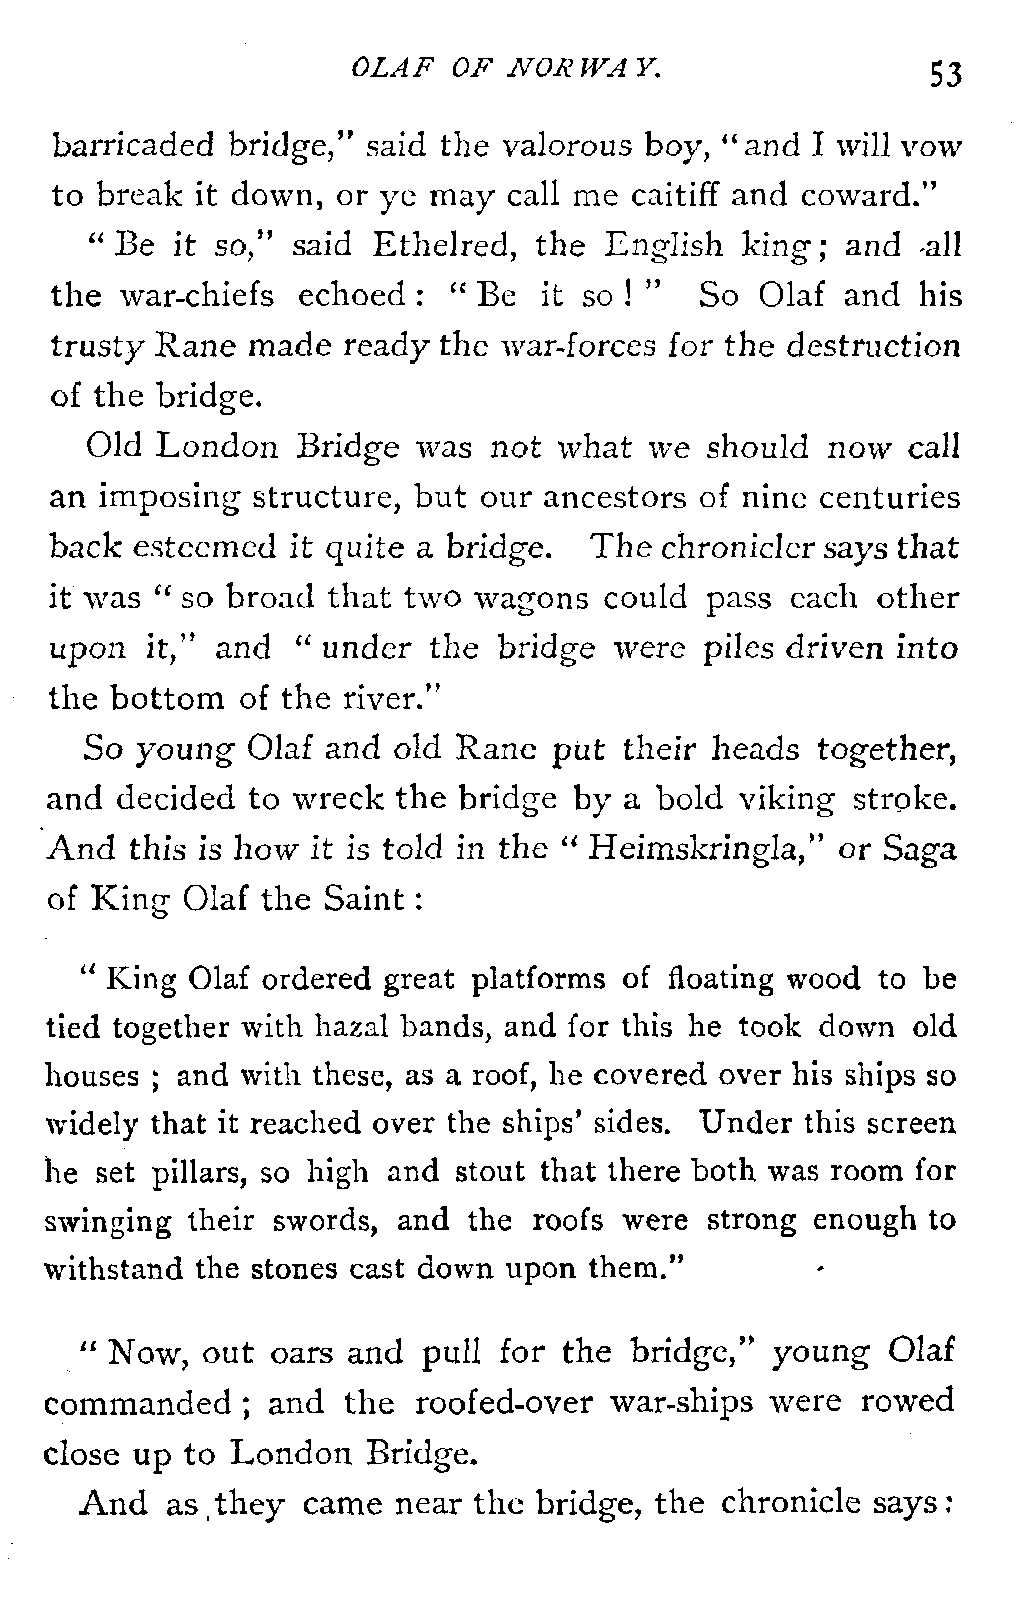 OLAF OF NORWAY. 53
barricaded bridge," said the valorous boy, "and I will vow
to break it down, or ye may call me caitiff and coward."
"Be it so," said Ethelred, the English king; and all
the war-chiefs echoed: "Be it so!" So Olaf and his
trusty Rane made ready the war-forces for the destruction
of the bridge.
Old London Bridge was not what we should now call
an imposing structure, but our ancestors of nine centuries
back esteemed it quite a bridge. The chronicler says that
it was "so broad that two wagons could pass each other
upon it," and "under the bridge were piles driven into
the bottom of the river."
So young Olaf and old Rane put their heads together,
and decided to wreck the bridge by a bold viking stroke.
And this is how it is told in the "Heimskringla," or Saga
of King Olaf the Saint:
"King Olaf ordered great platforms of floating wood to be
tied together with hazal bands, and for this he took down old
houses; and with these, as a roof, he covered over his ships so
widely that it reached over the ships' sides. Under this screen
he set pillars, so high and stout that there both was room for
swinging their swords, and the roofs were strong enough to
withstand the stones cast down upon them."
"Now, out oars and pull for the bridge," young Olaf
commanded; and the roofed-over war-ships were rowed
close up to London Bridge.
And as they came near the bridge, the chronicle says: